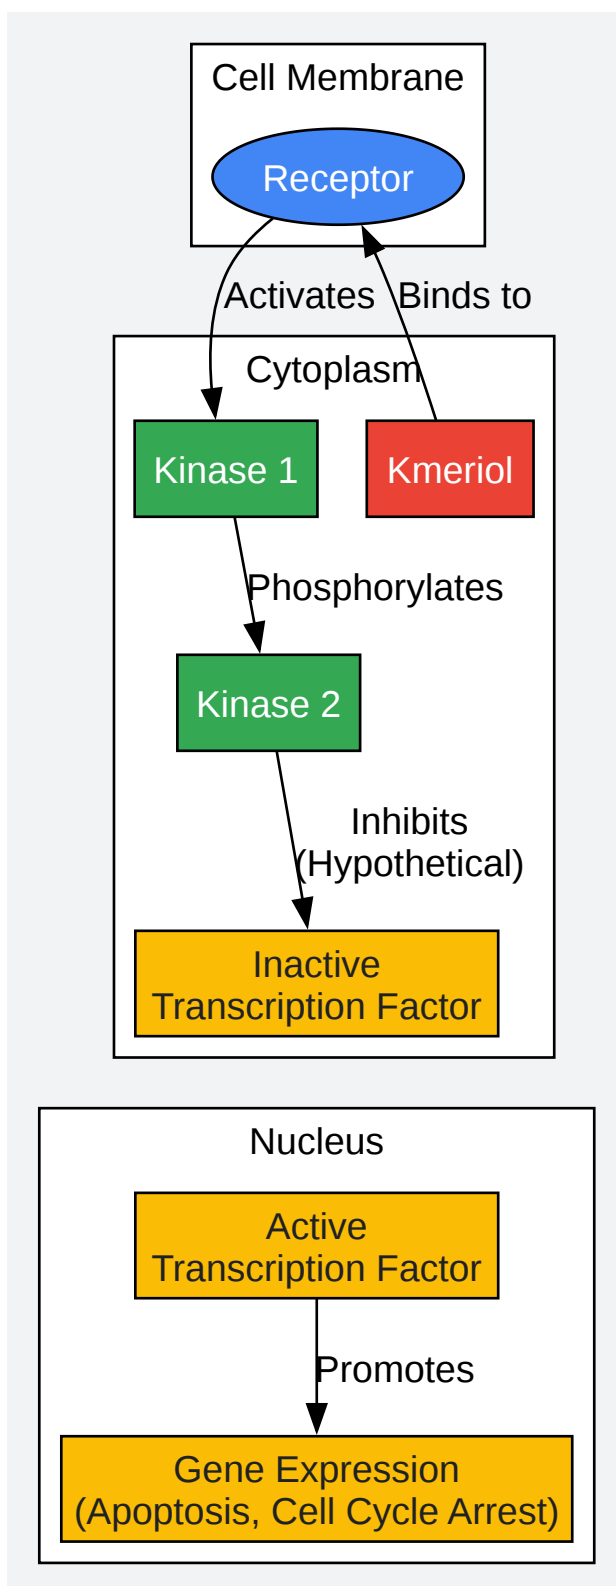 Cell Membrane
Receptor
Activates
Binds to
Cytoplasm
Kinase 1
Kmeriol
Phosphorylates
Kinase 2
Inhibits
(Hypothetical)
Inactive
Transcription Factor
Nucleus
Active
Transcription Factor
Promotes
Gene Expression
(Apoptosis, Cell Cycle Arrest)